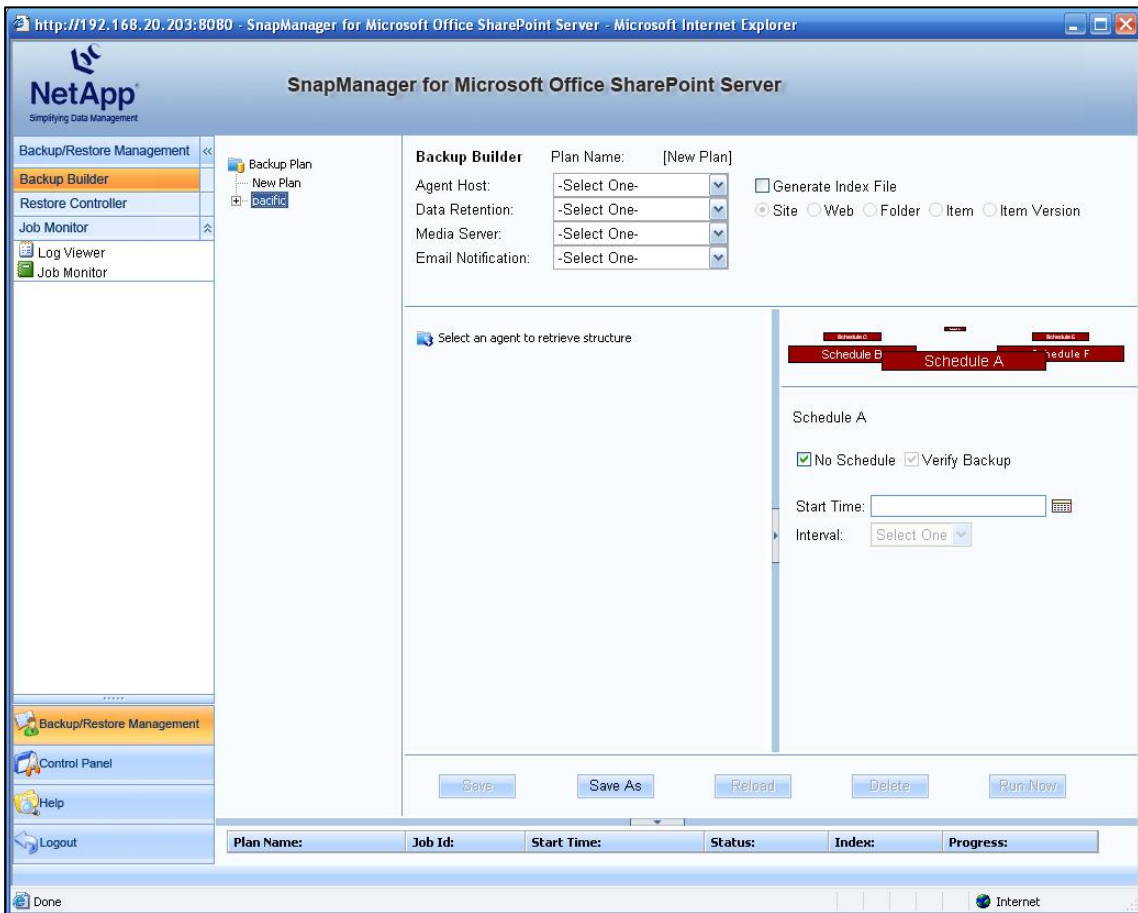 http://192.168.20.203:8080 - SnapManager for Microsoft Office SharePoint Server - Microsoft Internet Explorer
NetApp
Simplifying Data Management
SnapManager for Microsoft Office SharePoint Server
Backup/Restore Management
Backup Builder
Restore Controller
Job Monitor
Log Viewer
Job Monitor
Backup Plan
New Plan
pacific
Backup Builder Plan Name: [New Plan]
Agent Host: -Select One-
Data Retention: -Select One-
Media Server: -Select One-
Email Notification: -Select One-
Generate Index File
Site Web Folder Item Item Version
Select an agent to retrieve structure
Schedule C
Schedule E
Schedule B
Schedule A
hedule F
Schedule A
No Schedule Verify Backup
Start Time:
Interval: Select One
Backup/Restore Management
Control Panel
Help
Logout
Save Save As Reload Delete Run Now
Plan Name: Job Id: Start Time: Status: Index: Progress:
Done
Internet